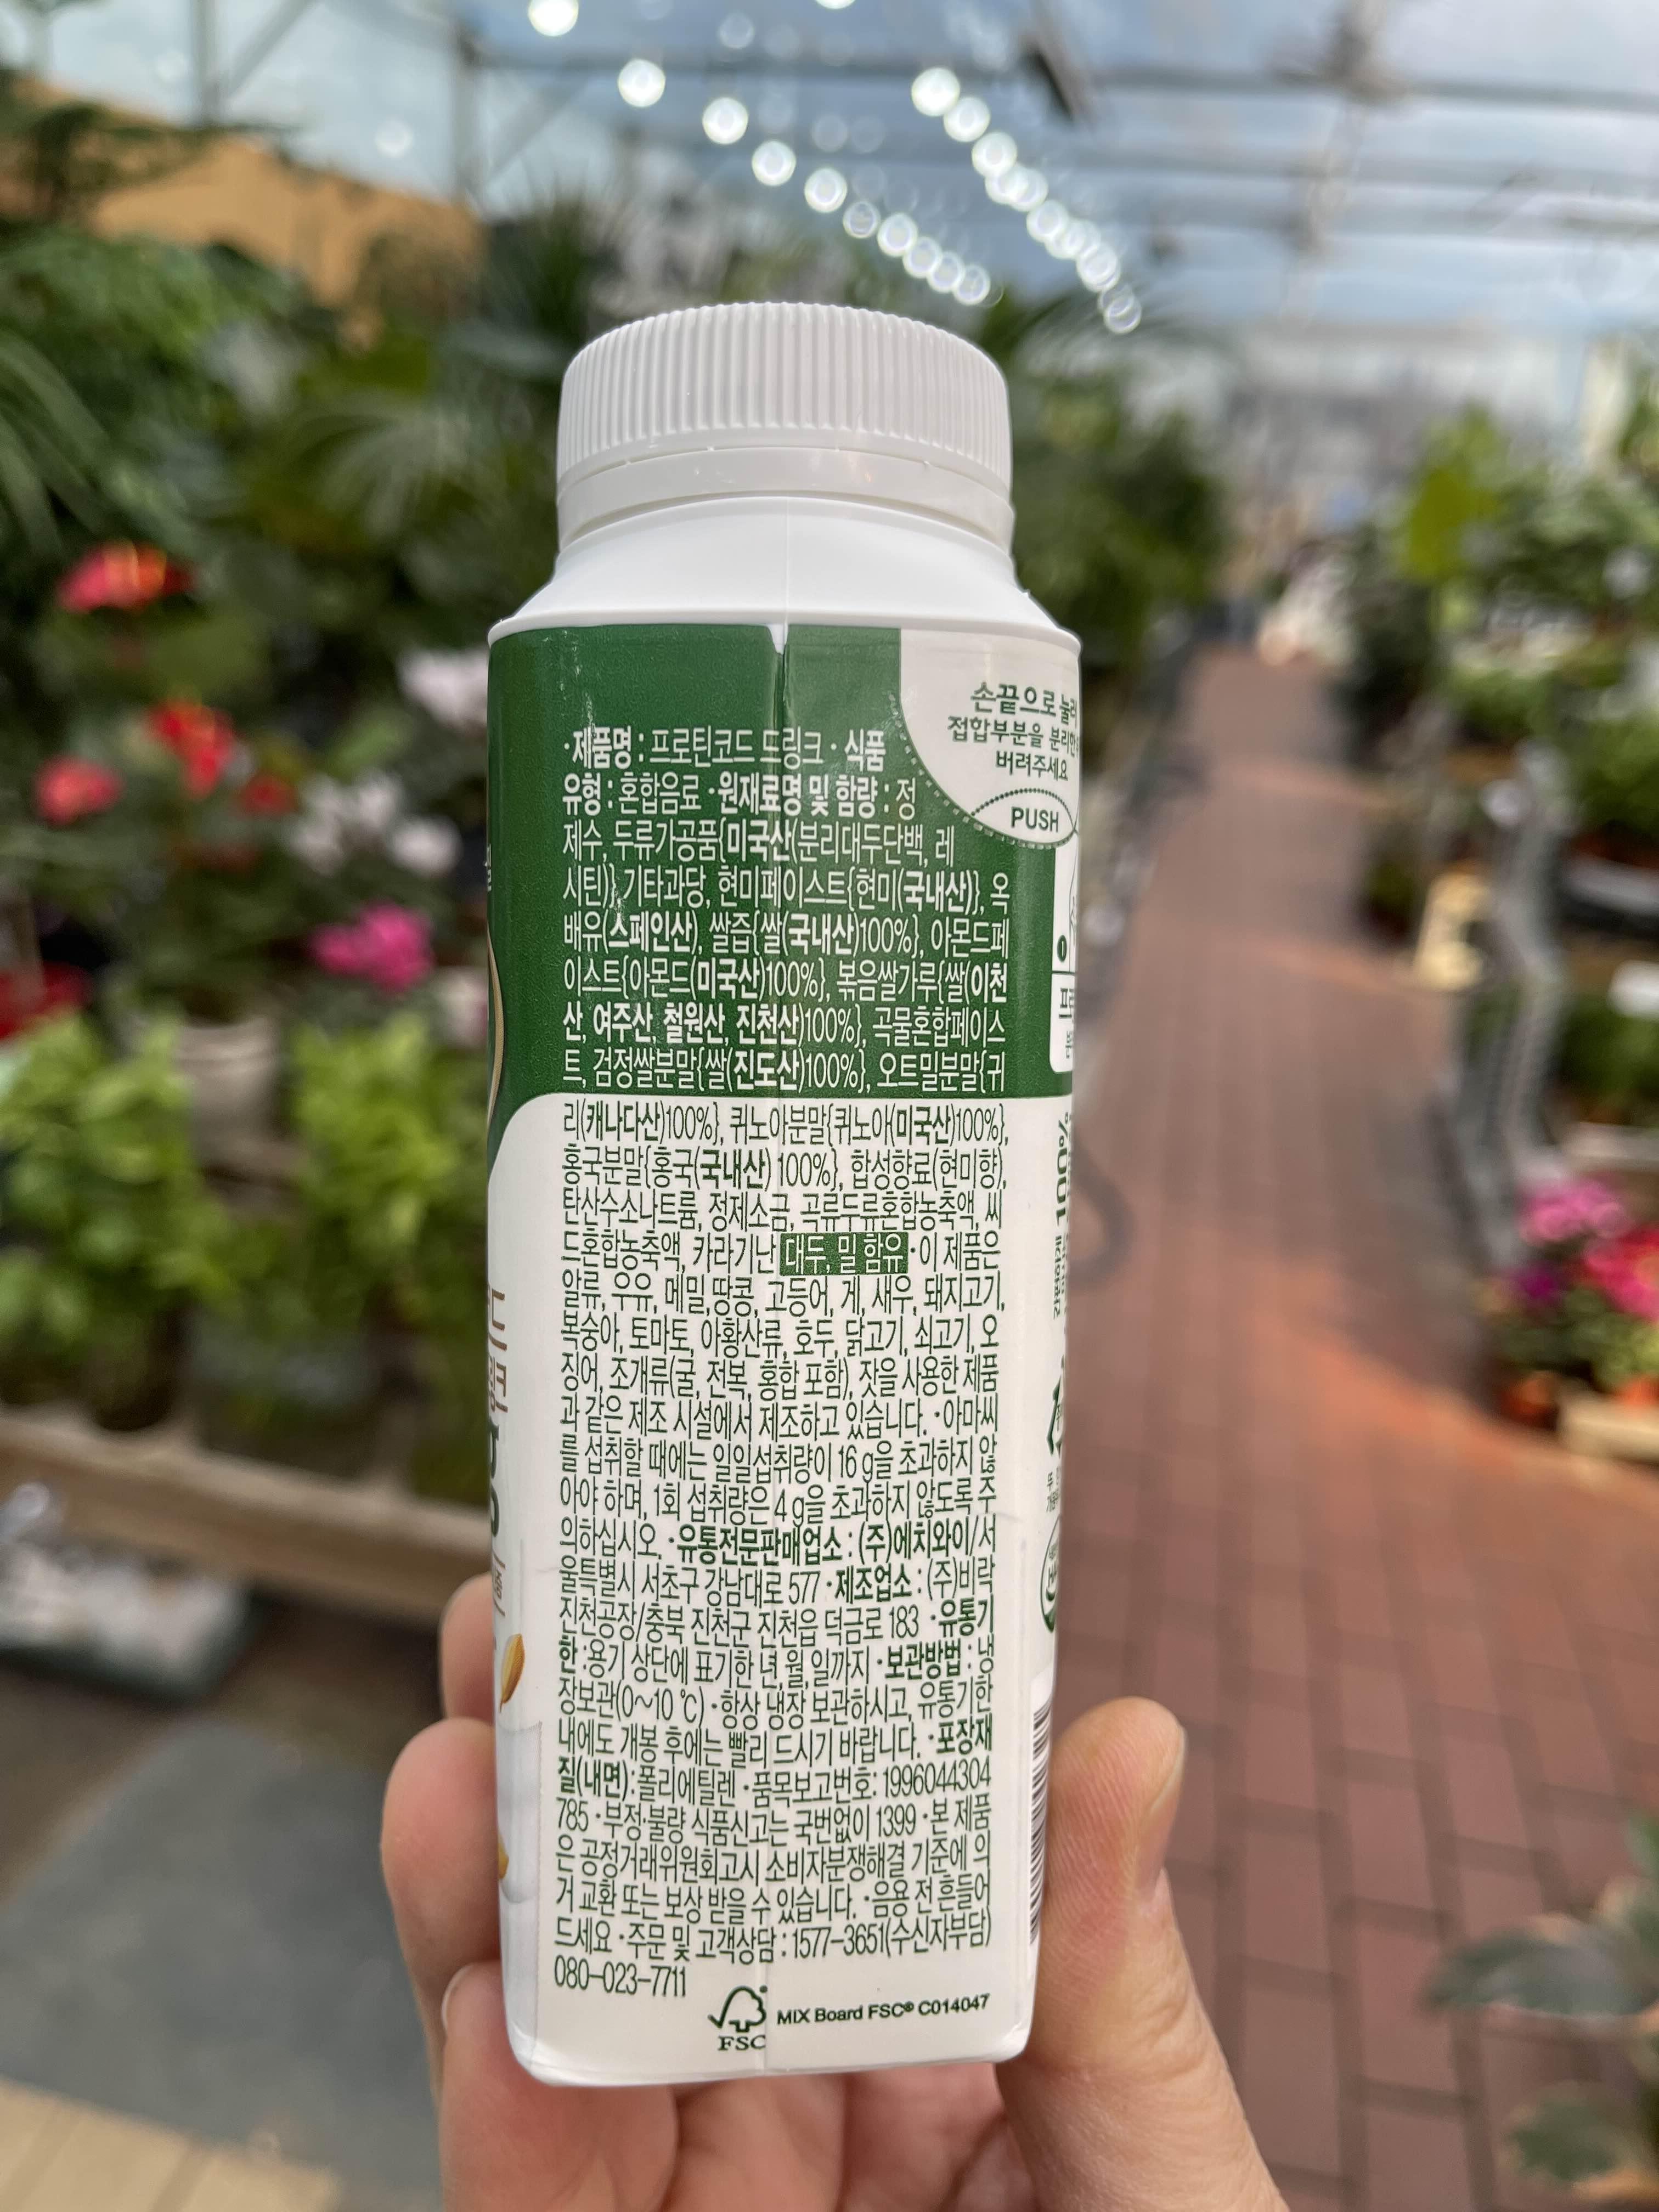 손끝으로 눌러
접합부분을
버려주세요
PUSH
·제품명 : 프로틴코드 드링크 · 식품
유형 : 혼합음료 ·원재료명 및 함량 : 정
제수, 두류가공품{미국산(분리대두단백, 레
시틴)}, 기타과당, 현미페이스트{현미(국내산)}, 옥
배유(스페인산), 쌀즙{쌀(국내산)100%}, 아몬드페
이스트{아몬드(미국산)100%}, 볶음쌀가루{쌀(이천
산, 여주산, 철원산, 진천산)100%}, 곡물혼합페이스
트, 검정쌀분말{쌀(진도산)100%}, 오트밀분말{귀
리(캐나다산)100%}, 퀴노아분말{퀴노아(미국산)100%},
홍국분말{홍국(국내산) 100%}, 합성향료(현미향),
탄산수소나트륨, 정제소금, 곡류두류혼합농축액, 씨
드혼합농축액, 카라기난 대두, 밀 함유 ·이 제품은
알류, 우유, 메밀, 땅콩, 고등어, 게, 새우, 돼지고기,
복숭아, 토마토, 아황산류, 호두, 닭고기, 쇠고기, 오
징어, 조개류(굴, 전복, 홍합 포함), 잣을 사용한 제품
과 같은 제조 시설에서 제조하고 있습니다. ·아마씨
를 섭취할 때에는 일일섭취량이 16 g을 초과하지 않
아야 하며, 1회 섭취량은 4 g을 초과하지 않도록 주
의하십시오. ·유통전문판매업소 : (주)에치와이/서
울특별시 서초구 강남대로 577 ·제조업소 : (주)비락
진천공장/충북 진천군 진천읍 덕금로 183 ·유통기
한 :용기 상단에 표기한 년,월,일까지 ·보관방법 : 냉
장보관(0~10 ℃) ·항상 냉장 보관하시고, 유통기한
내에도 개봉 후에는 빨리 드시기 바랍니다. ·포장재
질(내면):폴리에틸렌 ·품목보고번호: 1996044304
785 ·부정·불량 식품신고는 국번없이 1399 ·본 제품
은 공정거래위원회고시 소비자분쟁해결 기준에 의
거 교환 또는 보상 받을 수 있습니다. ·음용 전 흔들어
드세요 ·주문 및 고객상담 : 1577-3651(수신자부담)
080-023-7711
FSC
MIX Board FSC® C014047
100%